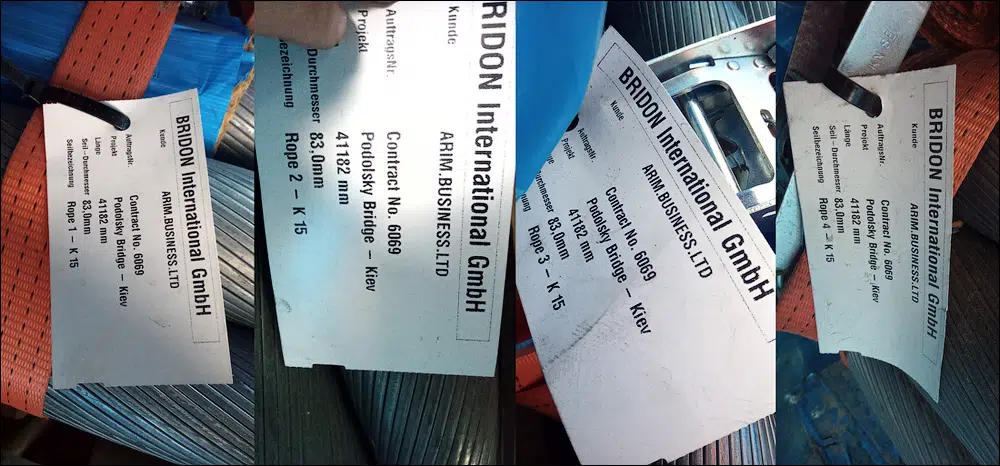 BRIDON International GmbH
Kunde ARIM.BUSINESS.LTD
AuftragsNr. Contract No. 6069
Projekt Podolsky Bridge – Kiev
Länge 41182 mm
Seil–Durchmesser 83,0mm
Seilbezeichnung Rope 1 – K 15
BRIDON International GmbH
Kunde ARIM.BUSINESS.LTD
AuftragsNr. Contract No. 6069
Projekt Podolsky Bridge – Kiev
41182 mm
Durchmesser 83,0mm
bezeichnung Rope 2 – K 15
BRIDON International GmbH
Kunde ARIM.BUSINESS.LTD
AuftragsNr. Contract No. 6069
Projekt Podolsky Bridge – Kiev
41182 mm
Durchmesser 83,0mm
nung Rope 3 – K 15
BRIDON International GmbH
Kunde ARIM.BUSINESS.LTD
AuftragsNr. Contract No. 6069
Projekt Podolsky Bridge – Kiev
Länge 41182 mm
Seil–Durchmesser 83,0mm
Seilbezeichnung Rope 4 – K 15